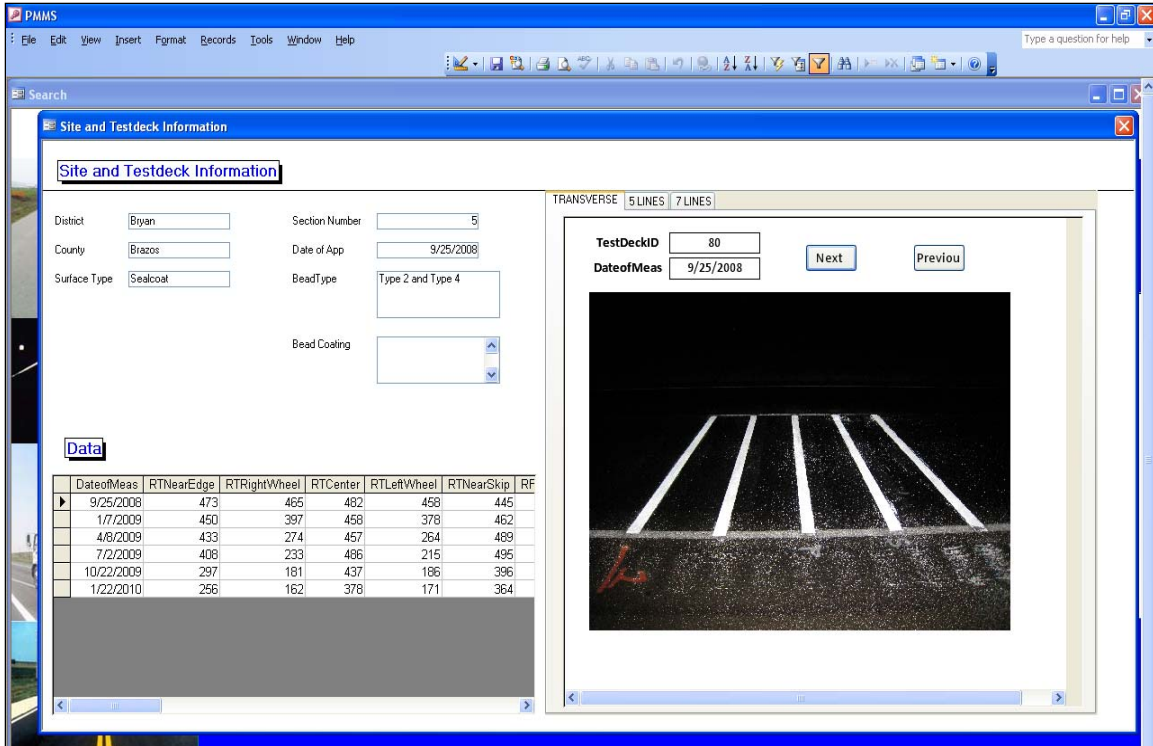 PMMS
File Edit View Insert Format Records Tools Window Help
Type a question for help
Search
Site and Testdeck Information
Site and Testdeck Information
District Bryan Section Number 5
County Brazos Date of App 9/25/2008
Surface Type Sealcoat BeadType Type 2 and Type 4
Bead Coating
Data
DateofMeas RTNearEdge RTRightWheel RTCenter RTLeftWheel RTNearSkip RF
9/25/2008 473 465 482 458 445
1/7/2009 450 397 458 378 462
4/8/2009 433 274 457 264 489
7/2/2009 408 233 486 215 495
10/22/2009 297 181 437 186 396
1/22/2010 256 162 378 171 364
TRANSVERSE 5 LINES 7 LINES
TestDeckID 80
DateofMeas 9/25/2008
Next Previou